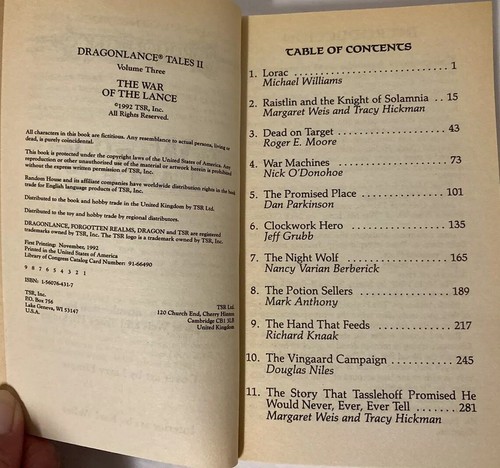 DRAGONLANCE® TALES II
Volume Three
THE WAR
OF THE LANCE
©1992 TSR, Inc.
All Rights Reserved.
All characters in this book are fictitious. Any resemblance to actual persons, living or
dead, is purely coincidental.
This book is protected under the copyright laws of the United States of America. Any
reproduction or other unauthorized use of the material or artwork herein is prohibited
without the express written permission of TSR, Inc.
Random House and its affiliate companies have worldwide distribution rights in the book
trade for English language products of TSR, Inc.
Distributed to the book and hobby trade in the United Kingdom by TSR Ltd.
Distributed to the toy and hobby trade by regional distributors.
DRAGONLANCE, FORGOTTEN REALMS, DRAGON and TSR are registered
trademarks owned by TSR, Inc. The TSR logo is a trademark owned by TSR, Inc.
First Printing: November, 1992.
Printed in the United States of America
Library of Congress Catalog Card Number: 91-66490
9 8 7 6 5 4 3 2 1
ISBN: 1-56076-431-7
TSR, Inc.
P.O. Box 756
Lake Geneva, WI 53147
U.S.A.
TSR Ltd.
120 Church End, Cherry Hinton
Cambridge CB1 3LB
United Kingdom
TABLE OF CONTENTS
1. Lorac ........................ 1
Michael Williams
2. Raistlin and the Knight of Solamnia .. 15
Margaret Weis and Tracy Hickman
3. Dead on Target ................ 43
Roger E. Moore
4. War Machines ................. 73
Nick O'Donohoe
5. The Promised Place ............ 101
Dan Parkinson
6. Clockwork Hero ............... 135
Jeff Grubb
7. The Night Wolf ................ 165
Nancy Varian Berberick
8. The Potion Sellers ............. 189
Mark Anthony
9. The Hand That Feeds ........... 217
Richard Knaak
10. The Vingaard Campaign ......... 245
Douglas Niles
11. The Story That Tasslehoff Promised He
Would Never, Ever, Ever Tell ....... 281
Margaret Weis and Tracy Hickman